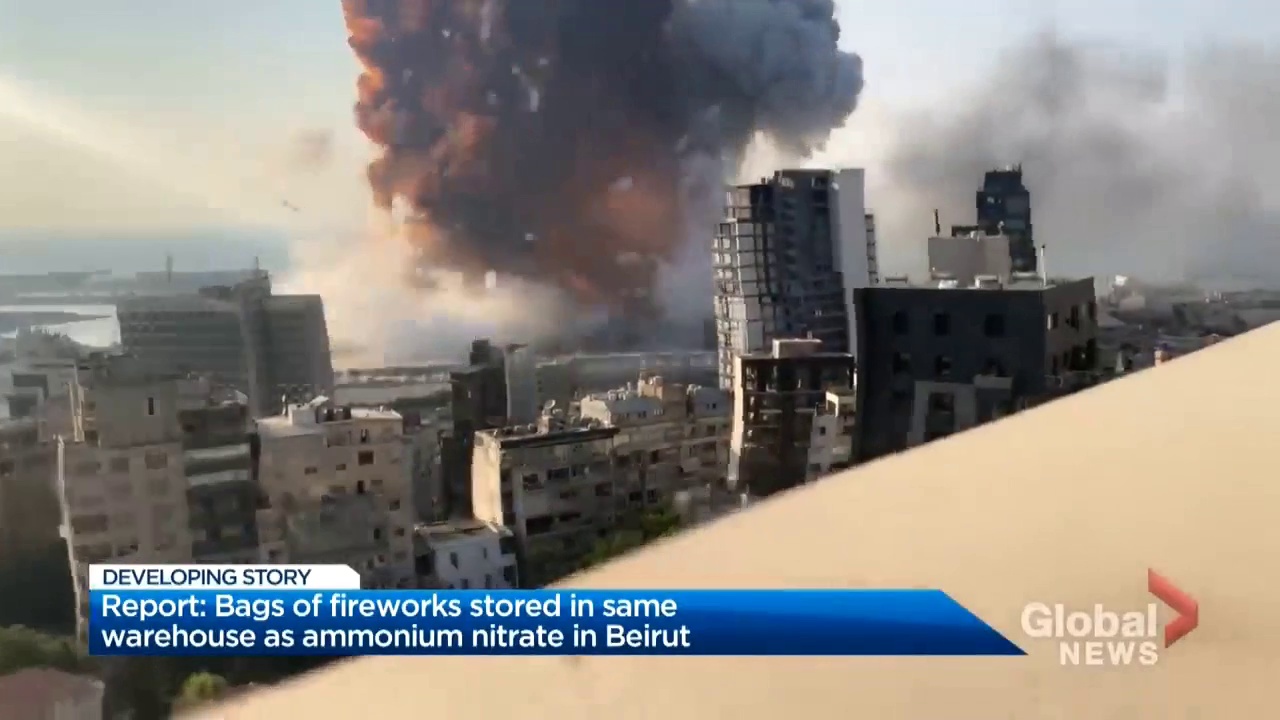 DEVELOPING STORY
Report: Bags of fireworks stored in same
warehouse as ammonium nitrate in Beirut
Global
NEWS